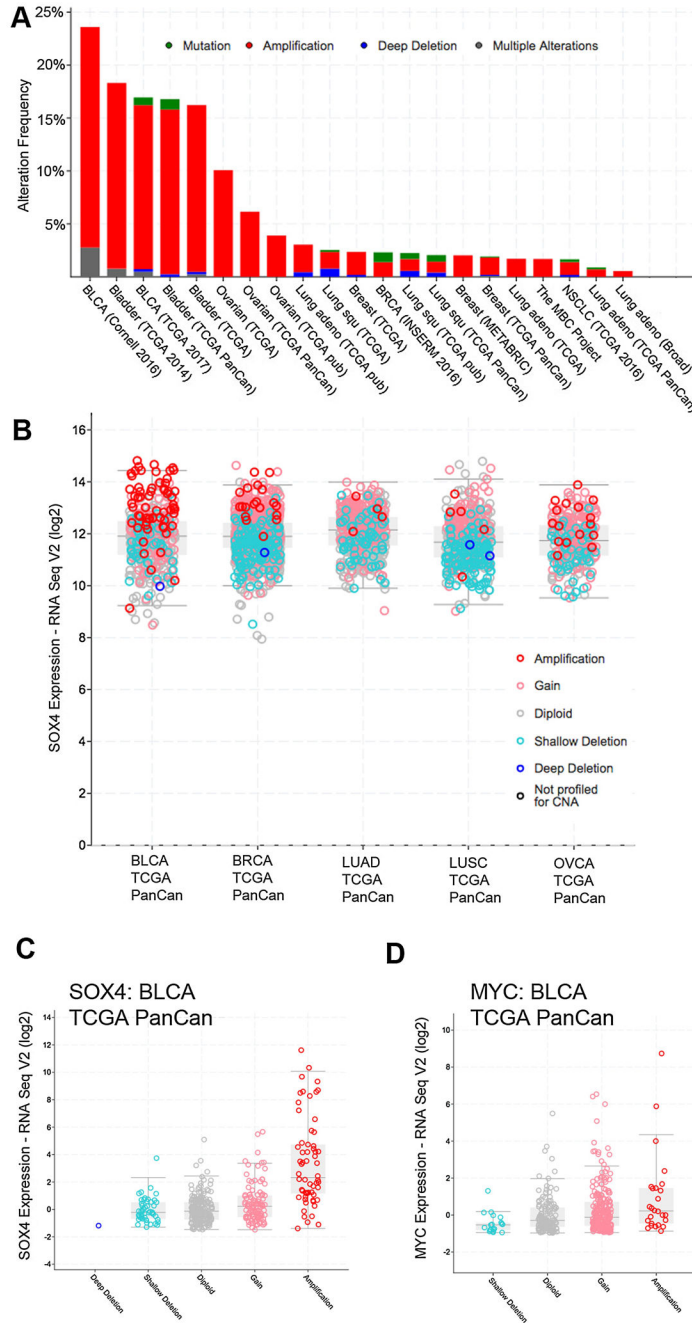 A
25%
20%
15%
10%
5%
Alteration Frequency
Mutation
Amplification
Deep Deletion
Multiple Alterations
BLCA (Cornell 2016)
Bladder (TCGA 2014)
BLCA (TCGA 2017)
Bladder (TCGA PanCan)
Bladder (TCGA)
Ovarian (TCGA)
Ovarian (TCGA PanCan)
Ovarian (TCGA pub)
Lung adeno (TCGA pub)
Lung squ (TCGA)
Breast (TCGA)
BRCA (INSERM 2016)
Lung squ (TCGA pub)
Lung squ (TCGA PanCan)
Breast (METABRIC)
Breast (TCGA PanCan)
Lung adeno (TCGA)
The MBC Project
NSCLC (TCGA 2016)
Lung adeno (TCGA PanCan)
Lung adeno (Broad)
B
SOX4 Expression - RNA Seq V2 (log2)
16
14
12
10
8
6
4
2
0
Amplification
Gain
Diploid
Shallow Deletion
Deep Deletion
Not profiled
for CNA
BLCA
TCGA
PanCan
BRCA
TCGA
PanCan
LUAD
TCGA
PanCan
LUSC
TCGA
PanCan
OVCA
TCGA
PanCan
C
SOX4: BLCA
TCGA PanCan
SOX4 Expression - RNA Seq V2 (log2)
14
12
10
8
6
4
2
0
-2
-4
Deep Deletion
Shallow Deletion
Diploid
Gain
Amplification
D
MYC: BLCA
TCGA PanCan
MYC Expression - RNA Seq V2 (log2)
10
8
6
4
2
0
-2
Shallow Deletion
Diploid
Gain
Amplification